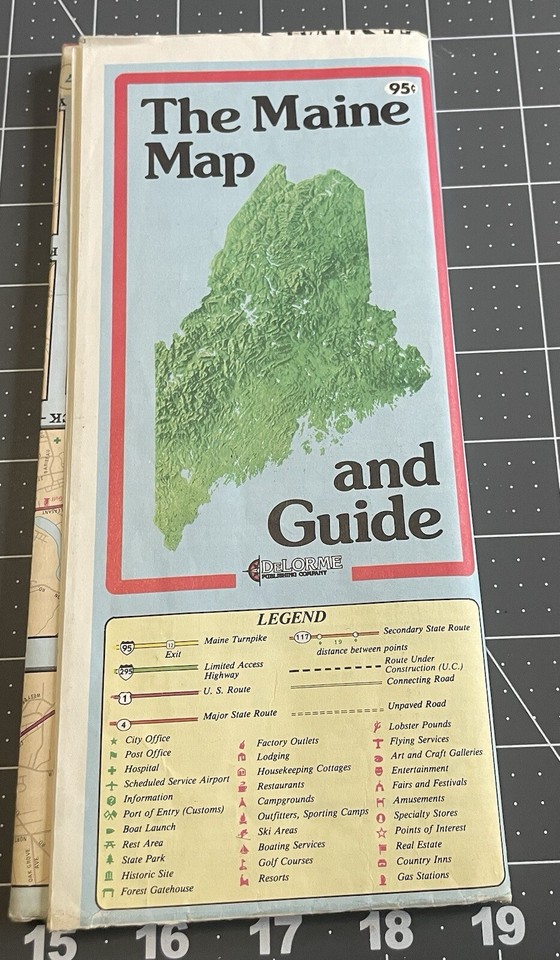 95¢
The Maine
Map
and
Guide
DELORME
PUBLISHING COMPANY
LEGEND
95
12
Maine Turnpike
Exit
295
Limited Access
Highway
1
U. S. Route
4
Major State Route
117
19
Secondary State Route
distance between points
Route Under
Construction (U.C.)
Connecting Road
Unpaved Road
City Office
Post Office
Hospital
Scheduled Service Airport
Information
Port of Entry (Customs)
Boat Launch
Rest Area
State Park
Historic Site
Forest Gatehouse
Factory Outlets
Lodging
Housekeeping Cottages
Restaurants
Campgrounds
Outfitters, Sporting Camps
Ski Areas
Boating Services
Golf Courses
Resorts
Lobster Pounds
Flying Services
Art and Craft Galleries
Entertainment
Fairs and Festivals
Amusements
Specialty Stores
Points of Interest
Real Estate
Country Inns
Gas Stations
15 16 17 18 19